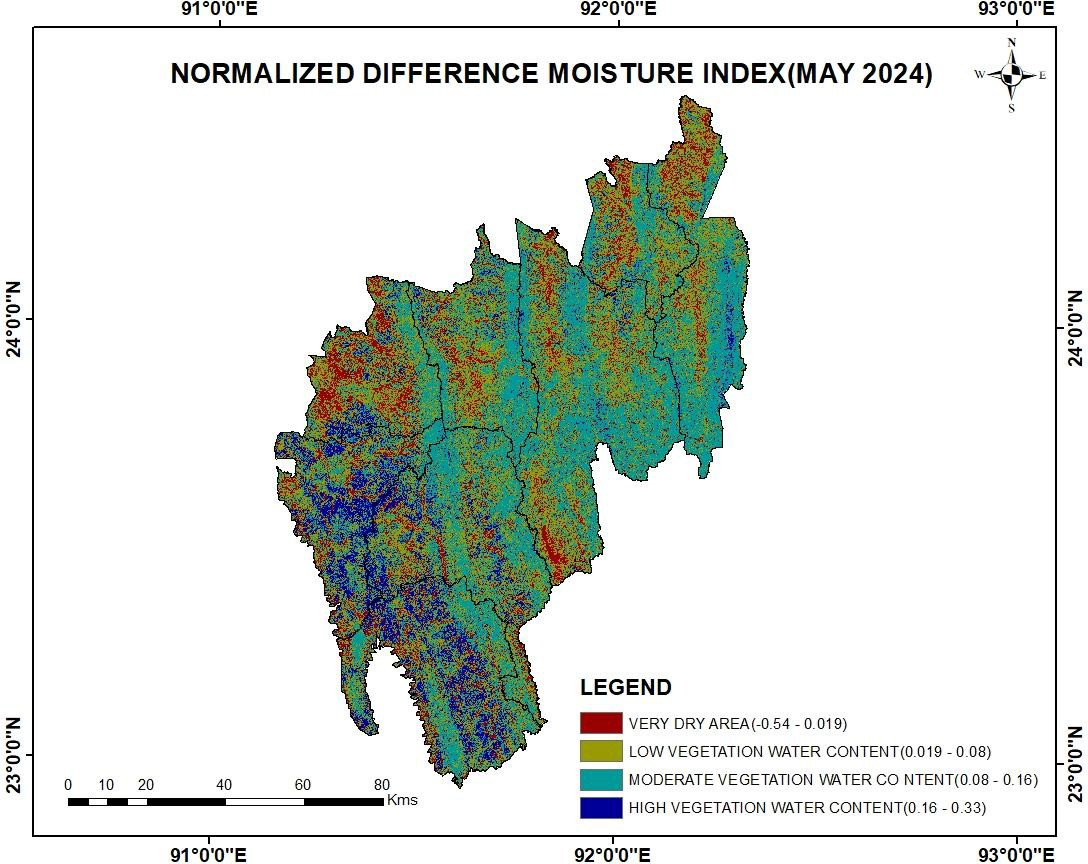 91°0'0"E 92°0'0"E 93°0'0"E
NORMALIZED DIFFERENCE MOISTURE INDEX(MAY 2024)
N
W E
S
24°0'0"N 24°0'0"N
23°0'0"N 23°0'0"N
LEGEND
VERY DRY AREA(-0.54 - 0.019)
LOW VEGETATION WATER CONTENT(0.019 - 0.08)
MODERATE VEGETATION WATER CO NTENT(0.08 - 0.16)
HIGH VEGETATION WATER CONTENT(0.16 - 0.33)
0 10 20 40 60 80
Kms
91°0'0"E 92°0'0"E 93°0'0"E